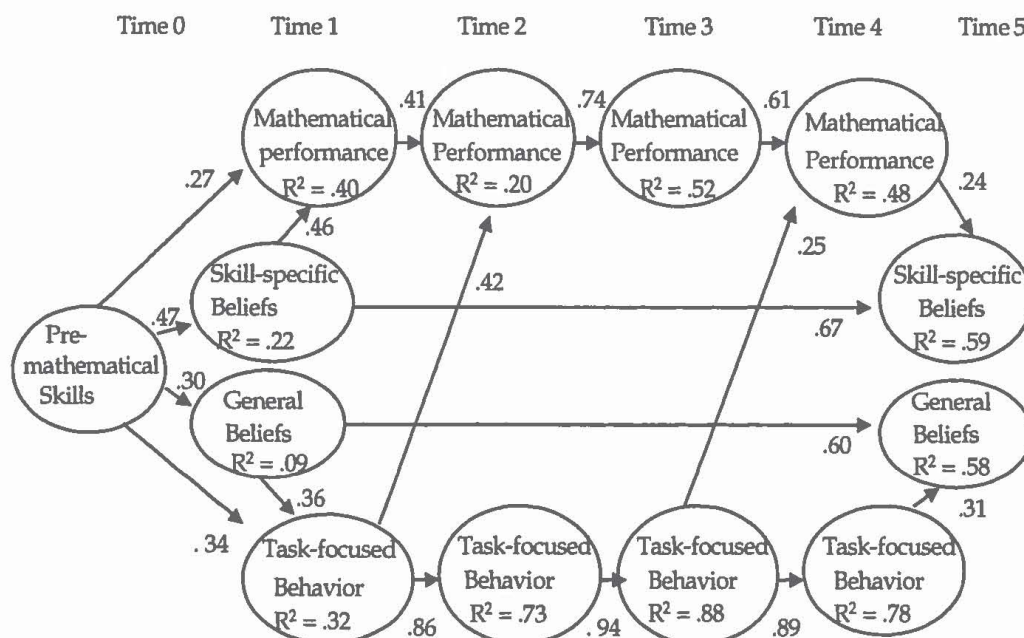 Time 0 Time 1 Time 2 Time 3 Time 4 Time 5
.41 .74 .61
Mathematical performance R² = .40
Mathematical Performance R² = .20
Mathematical Performance R² = .52
Mathematical Performance R² = .48
.27
.46
.24
.25
.42
Skill-specific Beliefs R² = .22
.47
.67
Skill-specific Beliefs R² = .59
Pre-mathematical Skills
.30
General Beliefs R² = .09
.60
General Beliefs R² = .58
.36
.31
.34
Task-focused Behavior R² = .32
Task-focused Behavior R² = .73
Task-focused Behavior R² = .88
Task-focused Behavior R² = .78
.86 .94 .89